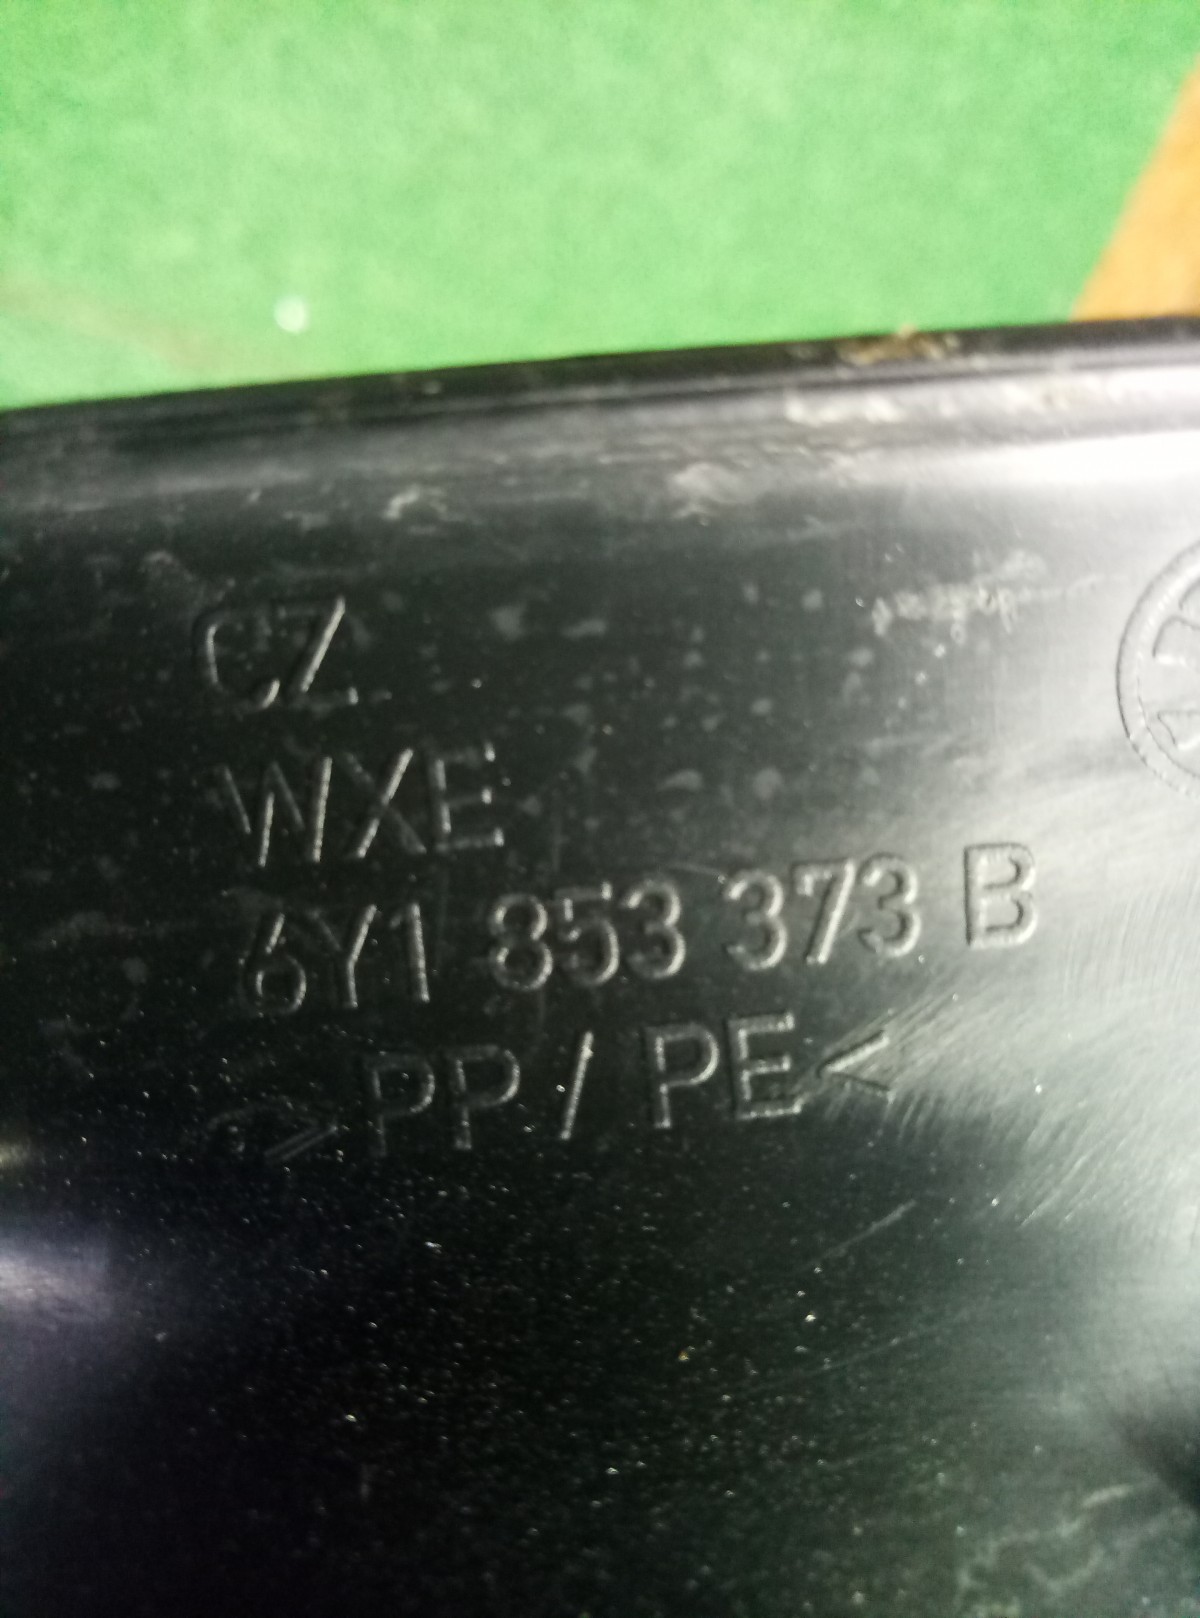 CZ
WXE
6Y1 853 373 B
>PP/PE<